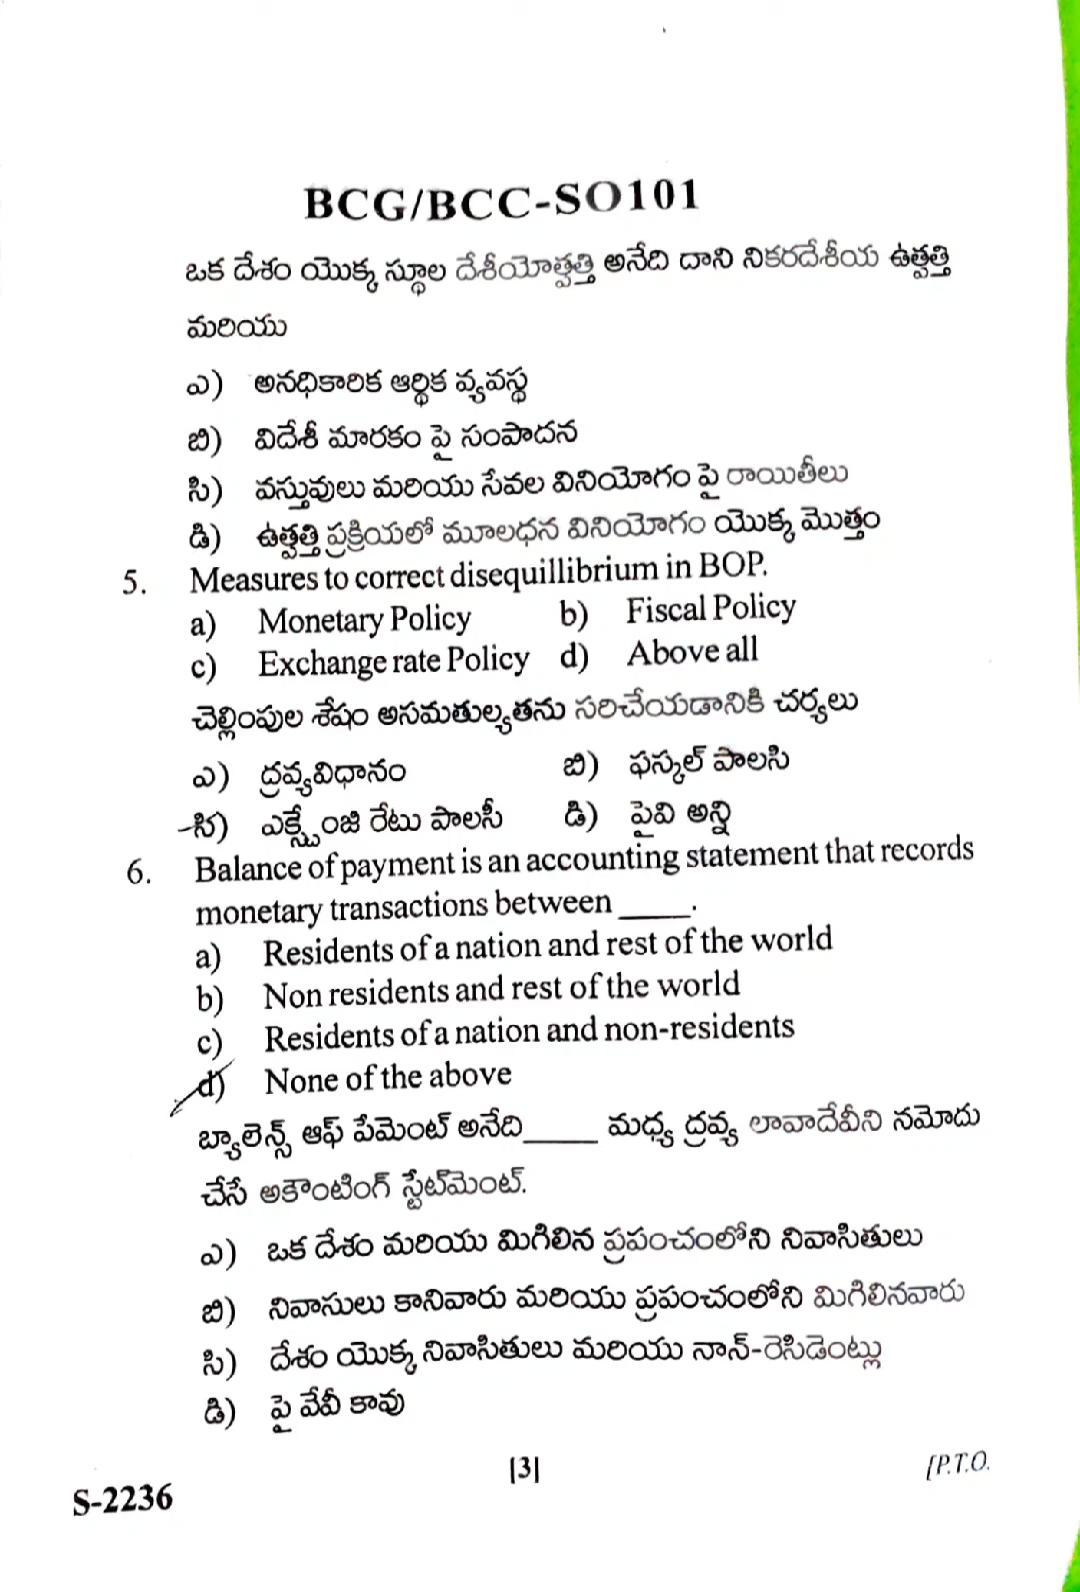 BCG/BCC-SO101
ఒక దేశం యొక్క స్థూల దేశీయోత్పత్తి అనేది దాని నికరదేశీయ ఉత్పత్తి
మరియు
ఎ) అనధికారిక ఆర్థిక వ్యవస్థ
బి) విదేశీ మారకం పై సంపాదన
సి) వస్తువులు మరియు సేవల వినియోగం పై రాయితీలు
డి) ఉత్పత్తి ప్రక్రియలో మూలధన వినియోగం యొక్క మొత్తం
5. Measures to correct disequillibrium in BOP.
a) Monetary Policy b) Fiscal Policy
c) Exchange rate Policy d) Above all
చెల్లింపుల శేషం అసమతుల్యతను సరిచేయడానికి చర్యలు
ఎ) ద్రవ్యవిధానం బి) ఫస్కల్ పాలసి
సి) ఎక్స్చేంజి రేటు పాలసీ డి) పైవి అన్ని
6. Balance of payment is an accounting statement that records
monetary transactions between _____.
a) Residents of a nation and rest of the world
b) Non residents and rest of the world
c) Residents of a nation and non-residents
d) None of the above
బ్యాలెన్స్ ఆఫ్ పేమెంట్ అనేది_____ మధ్య ద్రవ్య లావాదేవీని నమోదు
చేసే అకౌంటింగ్ స్టేట్‌మెంట్.
ఎ) ఒక దేశం మరియు మిగిలిన ప్రపంచంలోని నివాసితులు
బి) నివాసులు కానివారు మరియు ప్రపంచంలోని మిగిలినవారు
సి) దేశం యొక్క నివాసితులు మరియు నాన్-రెసిడెంట్లు
డి) పై వేవీ కావు
S-2236 [3] [P.T.O.